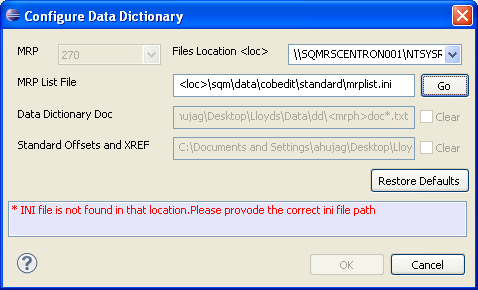 Configure Data Dictionary
MRP 270 Files Location <loc> \\SQMRSCENTRON001\NTSYSF
MRP List File <loc>\sqm\data\cobedit\standard\mrplist.ini Go
Data Dictionary Doc hujag\Desktop\Lloyds\Data\dd\<mrph>doc*.txt Clear
Standard Offsets and XREF C:\Documents and Settings\ahujag\Desktop\Lloy Clear
Restore Defaults
* INI file is not found in that location.Please provode the correct ini file path
? OK Cancel